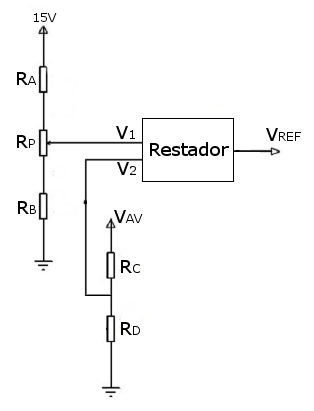 15V
RA
RP
V1
Restador
VREF
V2
RB
VAV
RC
RD